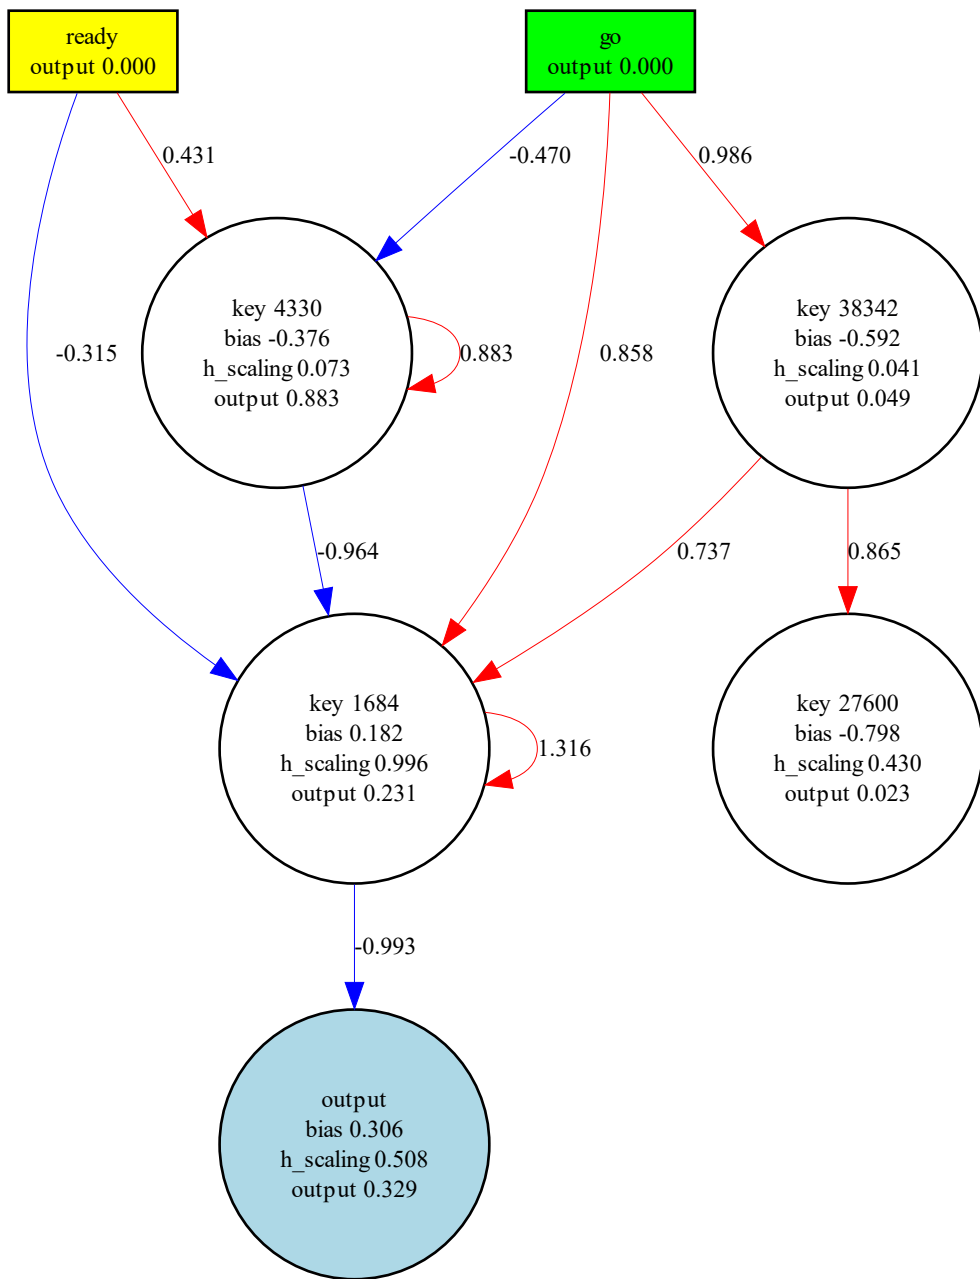 ready
output 0.000
go
output 0.000
0.431
-0.470
0.986
key 4330
bias -0.376
h_scaling 0.073
output 0.883
key 38342
bias -0.592
h_scaling 0.041
output 0.049
-0.315
0.883
0.858
-0.964
0.737
0.865
key 1684
bias 0.182
h_scaling 0.996
output 0.231
1.316
key 27600
bias -0.798
h_scaling 0.430
output 0.023
-0.993
output
bias 0.306
h_scaling 0.508
output 0.329